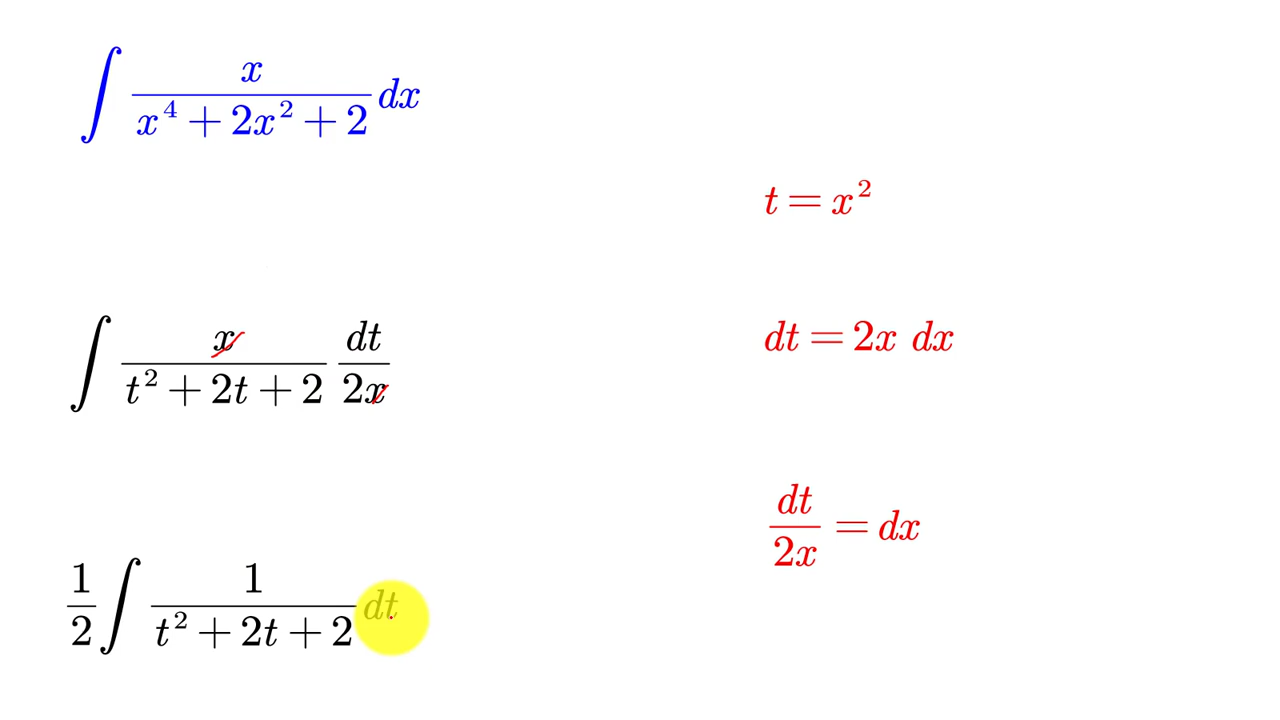 ∫ x / (x⁴ + 2x² + 2) dx
t = x²
∫ x / (t² + 2t + 2) dt / 2x
dt = 2x dx
dt / 2x = dx
1/2 ∫ 1 / (t² + 2t + 2) dt